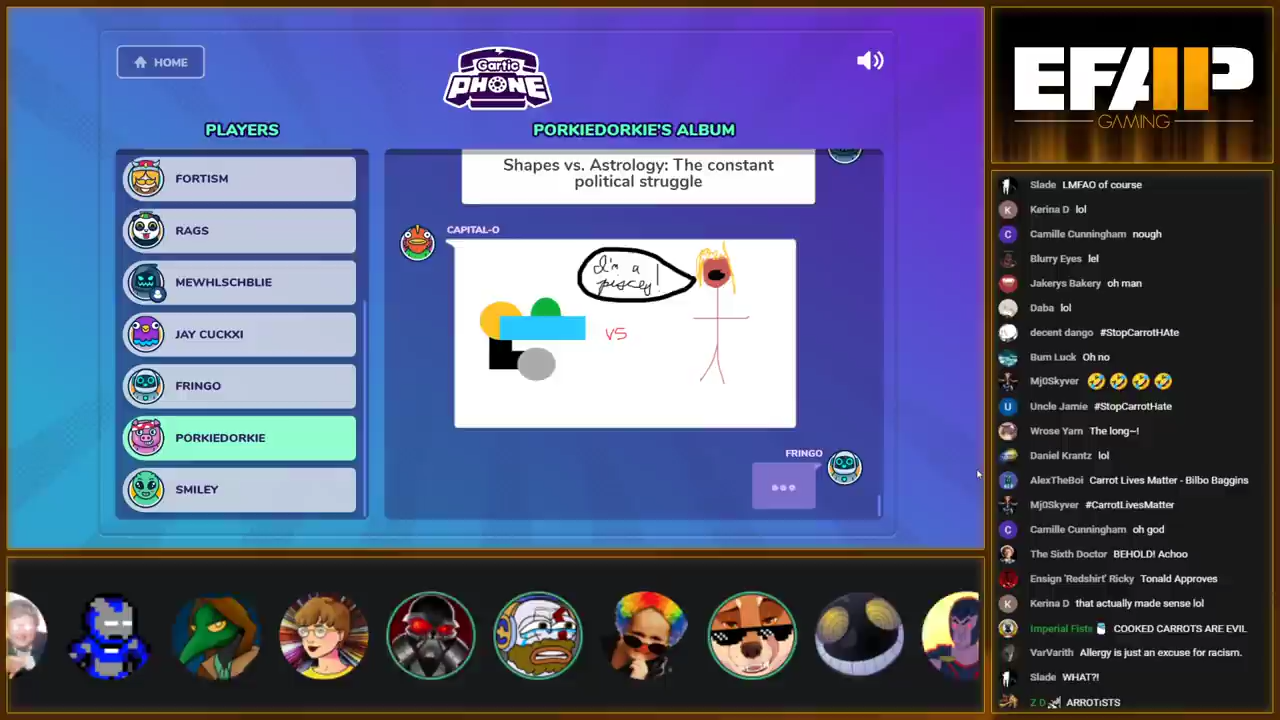 HOME
Gartic
PHONE
PLAYERS
FORTISM
RAGS
MEWHLSCHBLIE
JAY CUCKXI
FRINGO
PORKIEDORKIE
SMILEY
PORKIEDORKIE'S ALBUM
Shapes vs. Astrology: The constant
political struggle
CAPITAL-O
I'm a
piscey!
VS
FRINGO
EFAP
GAMING
Slade LMFAO of course
Kerina D lol
Camille Cunningham nough
Blurry Eyes lel
Jakerys Bakery oh man
Daba lol
decent dango #StopCarrotHAte
Bum Luck Oh no
Mj0Skyver 🤣🤣🤣🤣
Uncle Jamie #StopCarrotHate
Wrose Yarn The long—!
Daniel Krantz lol
AlexTheBoi Carrot Lives Matter - Bilbo Baggins
Mj0Skyver #CarrotLivesMatter
Camille Cunningham oh god
The Sixth Doctor BEHOLD! Achoo
Ensign 'Redshirt' Ricky Tonald Approves
Kerina D that actually made sense lol
Imperial Fists COOKED CARROTS ARE EVIL
VarVarith Allergy is just an excuse for racism.
Slade WHAT?!
Z D ARROTiSTS